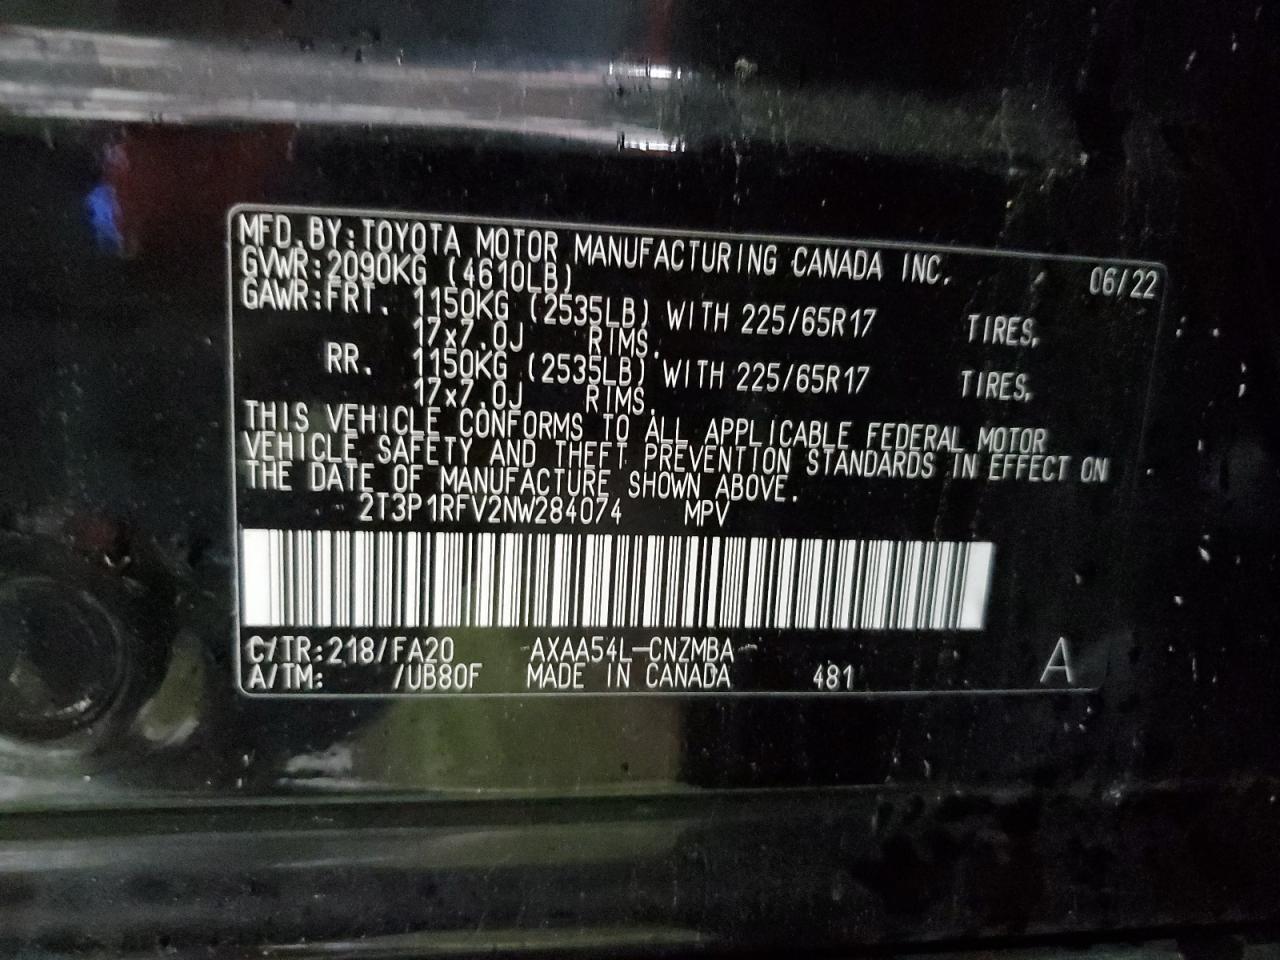 MFD.BY:TOYOTA MOTOR MANUFACTURING CANADA INC. 06/22
GVWR:2090KG (4610LB)
GAWR:FRT. 1150KG (2535LB) WITH 225/65R17 TIRES,
17x7.0J RIMS.
RR. 1150KG (2535LB) WITH 225/65R17 TIRES,
17x7.0J RIMS.
THIS VEHICLE CONFORMS TO ALL APPLICABLE FEDERAL MOTOR
VEHICLE SAFETY AND THEFT PREVENTION STANDARDS IN EFFECT ON
THE DATE OF MANUFACTURE SHOWN ABOVE.
2T3P1RFV2NW284074 MPV
C/TR:218/FA20 AXAA54L-CNZMBA
A/TM: /UB80F MADE IN CANADA 481 A